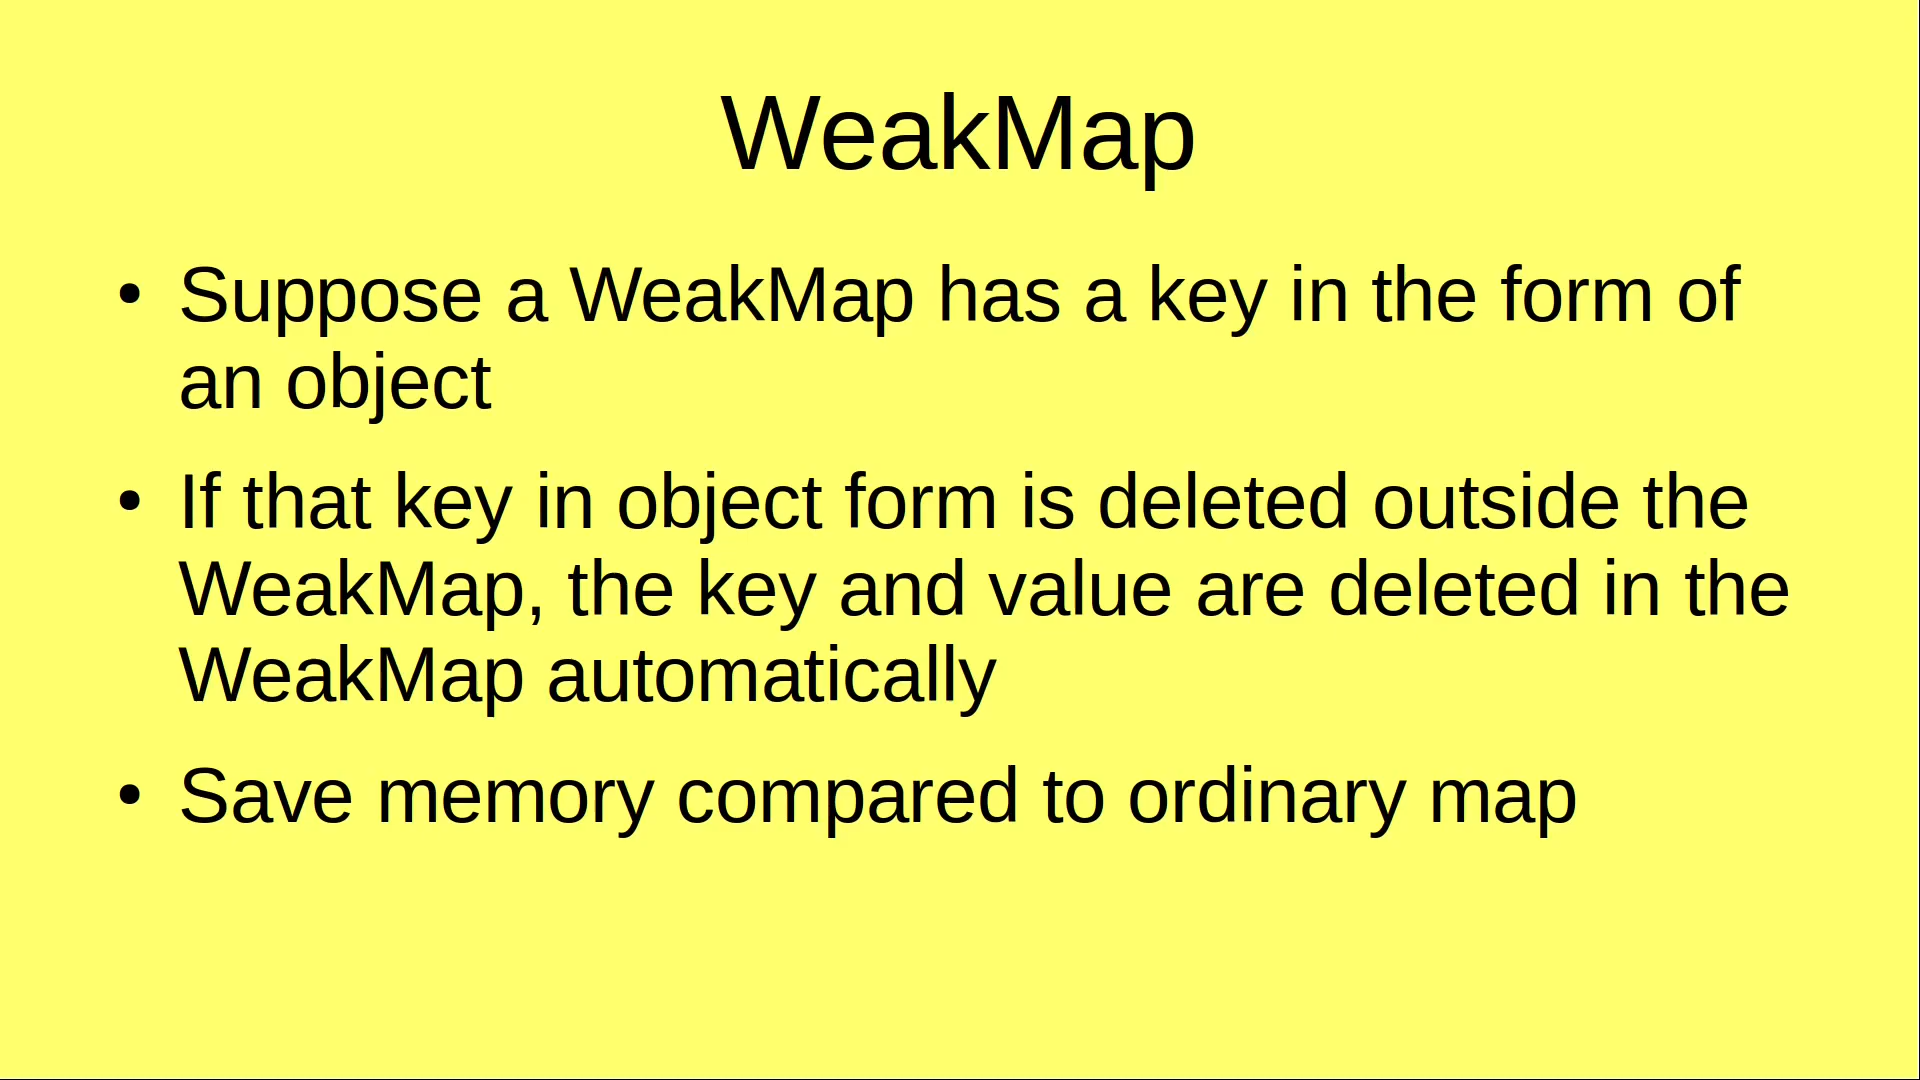 WeakMap
• Suppose a WeakMap has a key in the form of
an object
• If that key in object form is deleted outside the
WeakMap, the key and value are deleted in the
WeakMap automatically
• Save memory compared to ordinary map